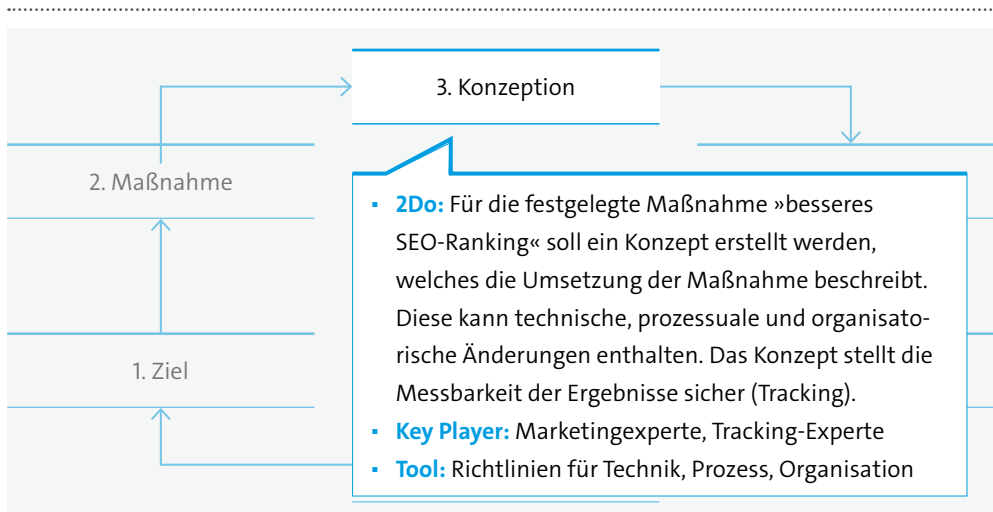 3. Konzeption
2. Maßnahme
▪ 2Do: Für die festgelegte Maßnahme »besseres
SEO-Ranking« soll ein Konzept erstellt werden,
welches die Umsetzung der Maßnahme beschreibt.
Diese kann technische, prozessuale und organisato-
rische Änderungen enthalten. Das Konzept stellt die
Messbarkeit der Ergebnisse sicher (Tracking).
▪ Key Player: Marketingexperte, Tracking-Experte
▪ Tool: Richtlinien für Technik, Prozess, Organisation
1. Ziel